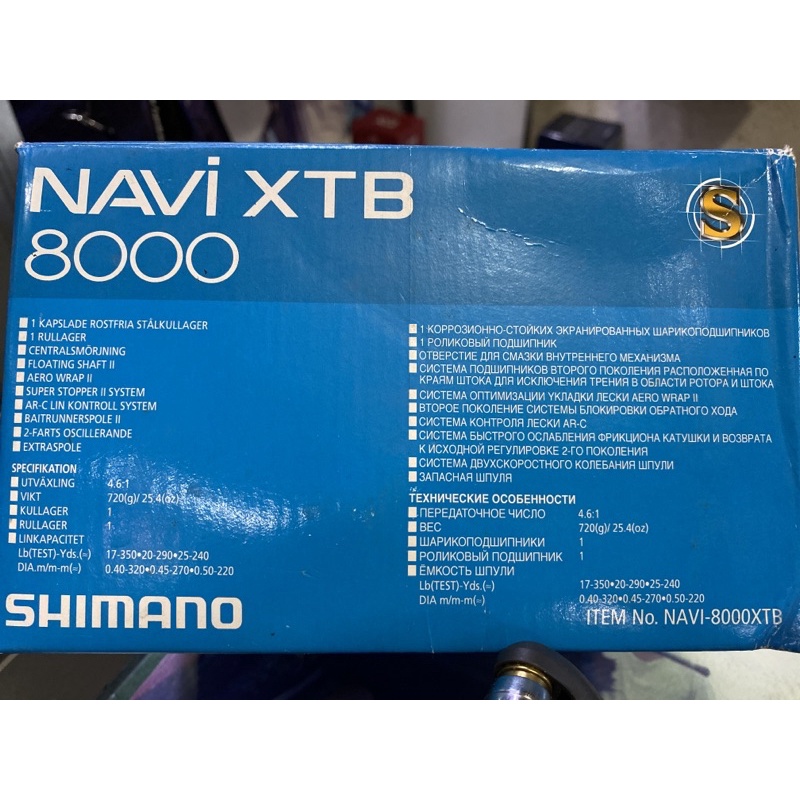 NAVi XTB
8000
S
1 KAPSLADE ROSTFRIA STÅLKULLAGER
1 RULLAGER
CENTRALSMÖRJNING
FLOATING SHAFT II
AERO WRAP II
SUPER STOPPER II SYSTEM
AR-C LIN KONTROLL SYSTEM
BAITRUNNERSPOLE II
2-FARTS OSCILLERANDE
EXTRASPOLE
SPECIFIKATION
UTVÄXLING 4.6:1
VIKT 720(g)/ 25.4(oz)
KULLAGER 1
RULLAGER 1
LINKAPACITET
Lb(TEST)-Yds.(≈) 17-350•20-290•25-240
DIA.m/m-m(≈) 0.40-320•0.45-270•0.50-220
SHIMANO
1 КОРРОЗИОННО-СТОЙКИХ ЭКРАНИРОВАННЫХ ШАРИКОПОДШИПНИКОВ
1 РОЛИКОВЫЙ ПОДШИПНИК
ОТВЕРСТИЕ ДЛЯ СМАЗКИ ВНУТРЕННЕГО МЕХАНИЗМА
СИСТЕМА ПОДШИПНИКОВ ВТОРОГО ПОКОЛЕНИЯ РАСПОЛОЖЕННАЯ ПО
КРАЯМ ШТОКА ДЛЯ ИСКЛЮЧЕНИЯ ТРЕНИЯ В ОБЛАСТИ РОТОРА И ШТОКА
СИСТЕМА ОПТИМИЗАЦИИ УКЛАДКИ ЛЕСКИ AERO WRAP II
ВТОРОЕ ПОКОЛЕНИЕ СИСТЕМЫ БЛОКИРОВКИ ОБРАТНОГО ХОДА
СИСТЕМА КОНТРОЛЯ ЛЕСКИ AR-C
СИСТЕМА БЫСТРОГО ОСЛАБЛЕНИЯ ФРИКЦИОНА КАТУШКИ И ВОЗВРАТА
К ИСХОДНОЙ РЕГУЛИРОВКЕ 2-ГО ПОКОЛЕНИЯ
СИСТЕМА ДВУХСКОРОСТНОГО КОЛЕБАНИЯ ШПУЛИ
ЗАПАСНАЯ ШПУЛЯ
ТЕХНИЧЕСКИЕ ОСОБЕННОСТИ
ПЕРЕДАТОЧНОЕ ЧИСЛО 4.6:1
ВЕС 720(g)/ 25.4(oz)
ШАРИКОПОДШИПНИКИ 1
РОЛИКОВЫЙ ПОДШИПНИК 1
ЁМКОСТЬ ШПУЛИ
Lb(TEST)-Yds.(≈) 17-350•20-290•25-240
DIA m/m-m(≈) 0.40-320•0.45-270•0.50-220
ITEM No. NAVI-8000XTB